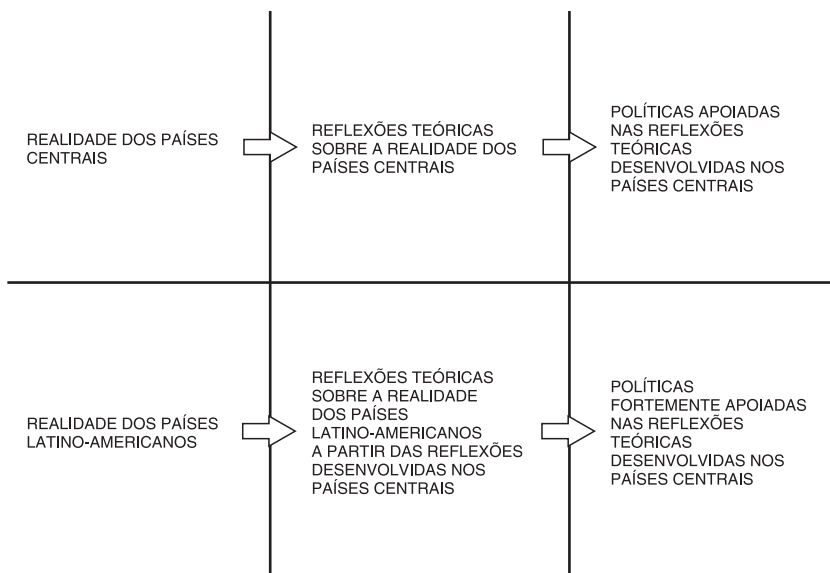 REALIDADE DOS PAÍSES
CENTRAIS
REFLEXÕES TEÓRICAS
SOBRE A REALIDADE DOS
PAÍSES CENTRAIS
POLÍTICAS APOIADAS
NAS REFLEXÕES
TEÓRICAS
DESENVOLVIDAS NOS
PAÍSES CENTRAIS
REALIDADE DOS PAÍSES
LATINO-AMERICANOS
REFLEXÕES TEÓRICAS
SOBRE A REALIDADE
DOS PAÍSES
LATINO-AMERICANOS
A PARTIR DAS REFLEXÕES
DESENVOLVIDAS NOS
PAÍSES CENTRAIS
POLÍTICAS
FORTEMENTE APOIADAS
NAS REFLEXÕES
TEÓRICAS
DESENVOLVIDAS NOS
PAÍSES CENTRAIS